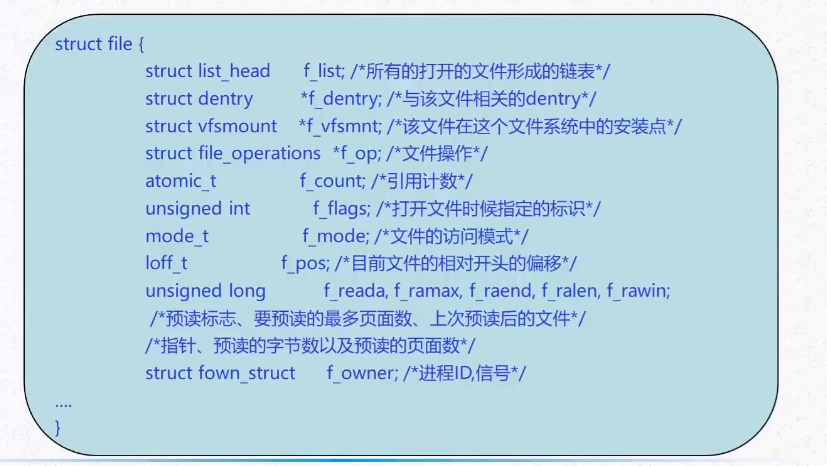 struct file {
struct list_head f_list; /*所有的打开的文件形成的链表*/
struct dentry *f_dentry; /*与该文件相关的dentry*/
struct vfsmount *f_vfsmnt; /*该文件在这个文件系统中的安装点*/
struct file_operations *f_op; /*文件操作*/
atomic_t f_count; /*引用计数*/
unsigned int f_flags; /*打开文件时候指定的标识*/
mode_t f_mode; /*文件的访问模式*/
loff_t f_pos; /*目前文件的相对开头的偏移*/
unsigned long f_reada, f_ramax, f_raend, f_ralen, f_rawin;
/*预读标志、要预读的最多页面数、上次预读后的文件*/
/*指针、预读的字节数以及预读的页面数*/
struct fown_struct f_owner; /*进程ID,信号*/
....
}